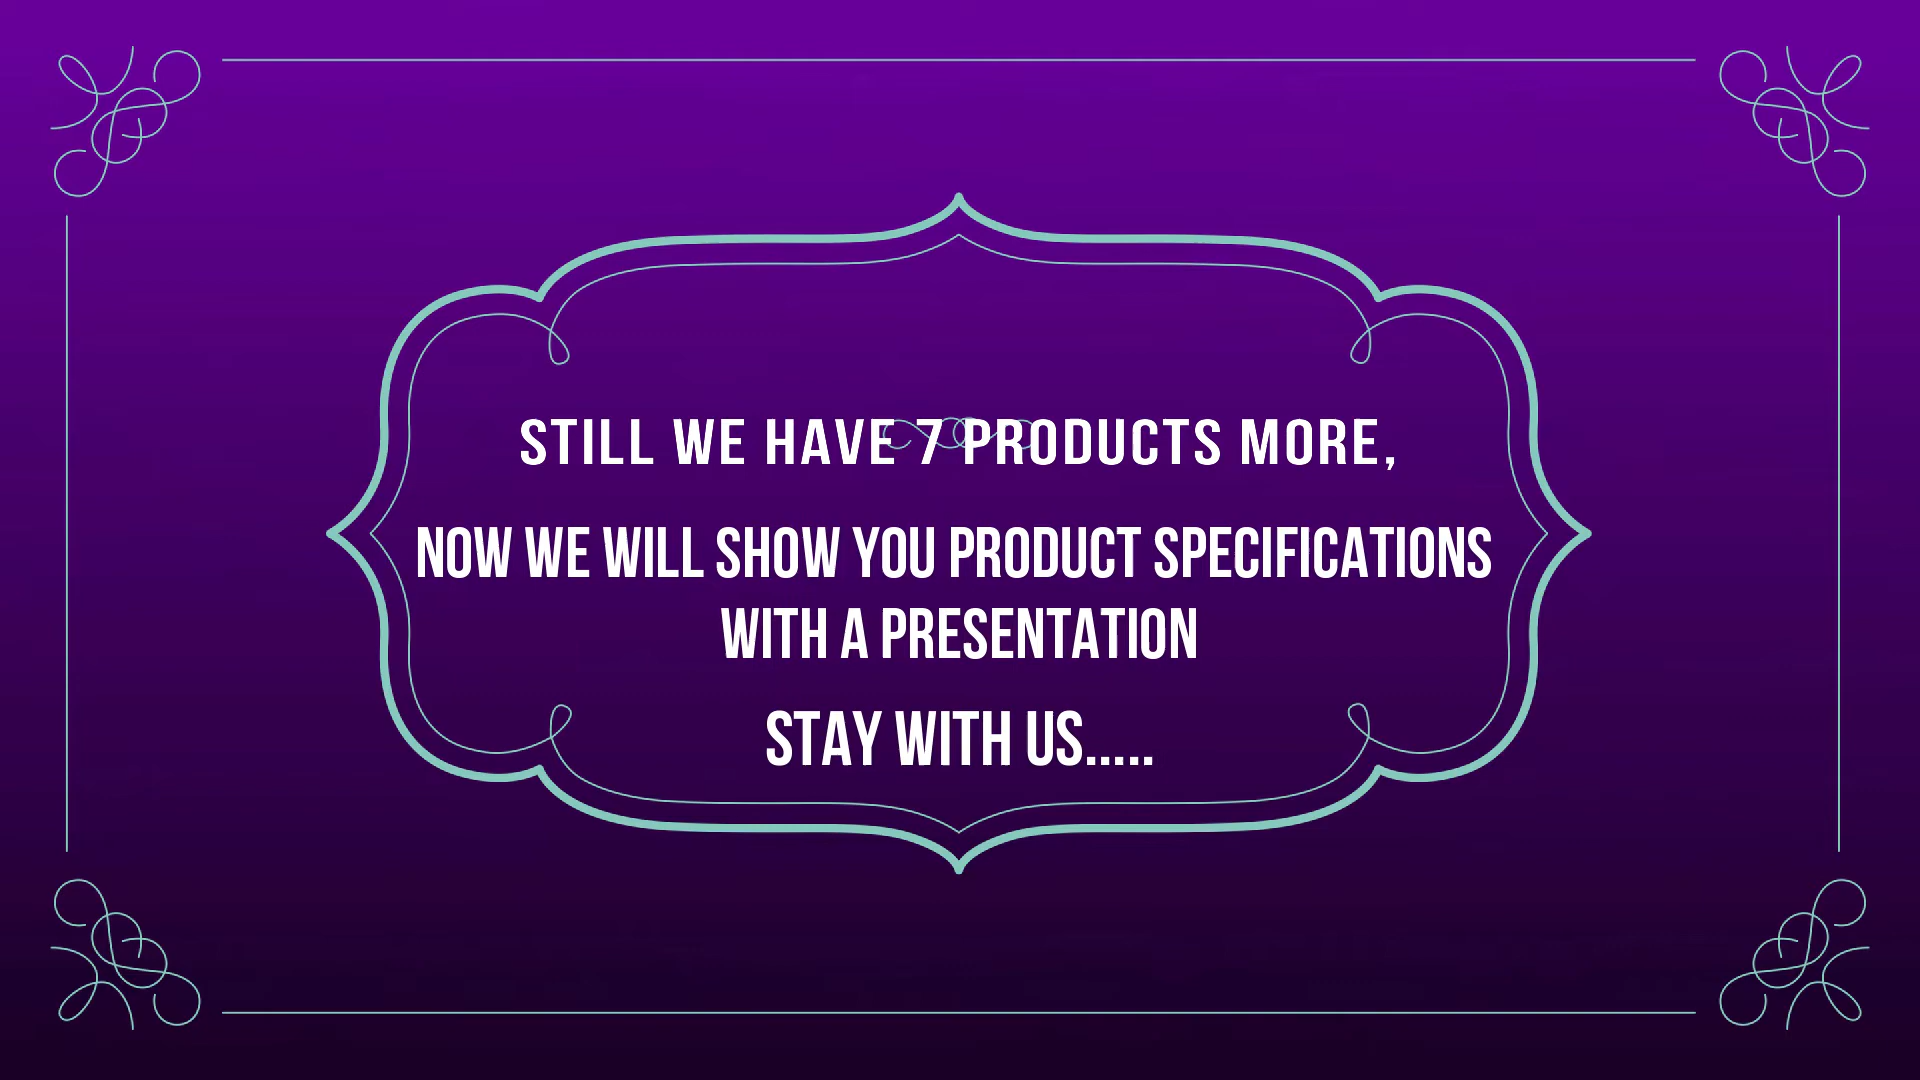 STILL WE HAVE 7 PRODUCTS MORE,
NOW WE WILL SHOW YOU PRODUCT SPECIFICATIONS
WITH A PRESENTATION
STAY WITH US.....